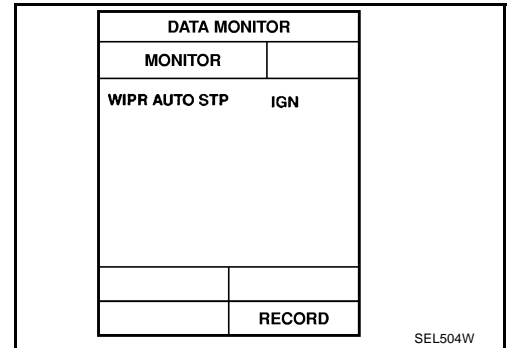 DATA MONITOR
MONITOR
WIPR AUTO STP IGN
RECORD
SEL504W